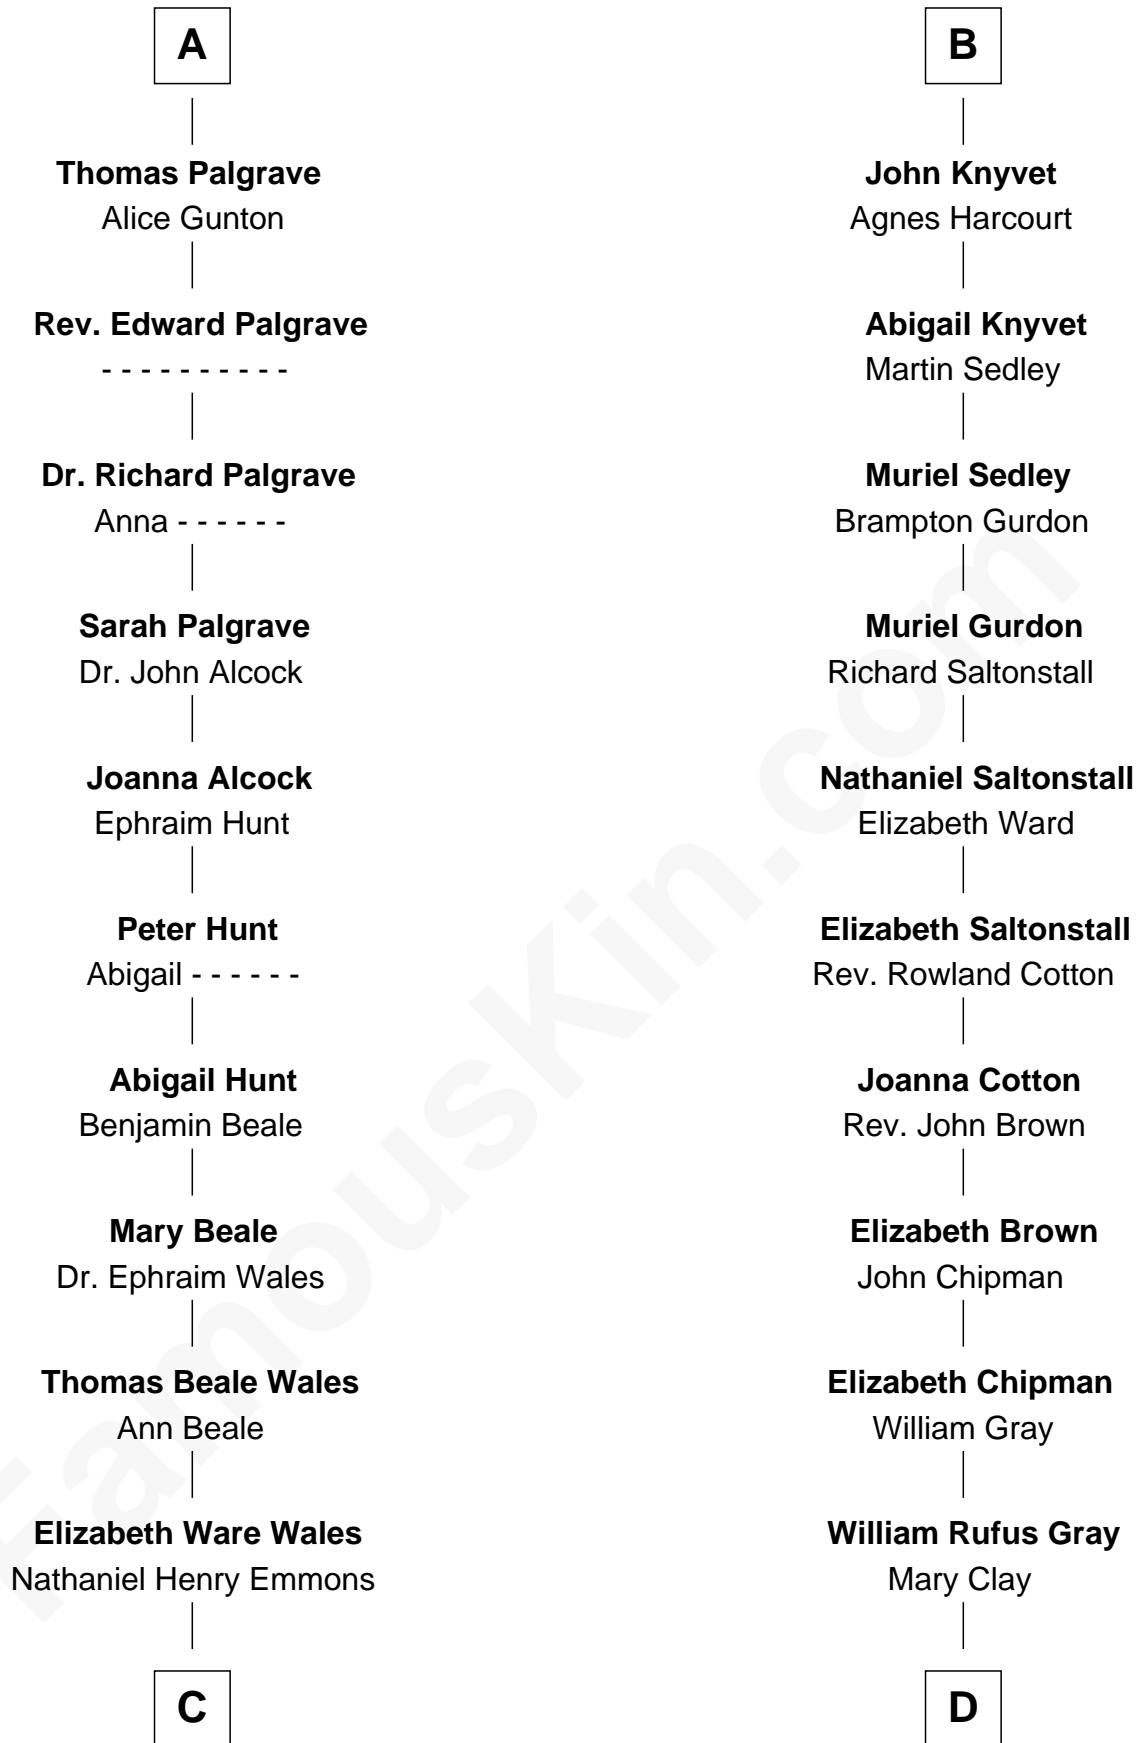 A
Thomas Palgrave
Alice Gunton
Rev. Edward Palgrave
- - - - - - - - - -
Dr. Richard Palgrave
Anna - - - - - -
Sarah Palgrave
Dr. John Alcock
Joanna Alcock
Ephraim Hunt
Peter Hunt
Abigail - - - - - -
Abigail Hunt
Benjamin Beale
Mary Beale
Dr. Ephraim Wales
Thomas Beale Wales
Ann Beale
Elizabeth Ware Wales
Nathaniel Henry Emmons
C
B
John Knyvet
Agnes Harcourt
Abigail Knyvet
Martin Sedley
Muriel Sedley
Brampton Gurdon
Muriel Gurdon
Richard Saltonstall
Nathaniel Saltonstall
Elizabeth Ward
Elizabeth Saltonstall
Rev. Rowland Cotton
Joanna Cotton
Rev. John Brown
Elizabeth Brown
John Chipman
Elizabeth Chipman
William Gray
William Rufus Gray
Mary Clay
D
FamousKin.com